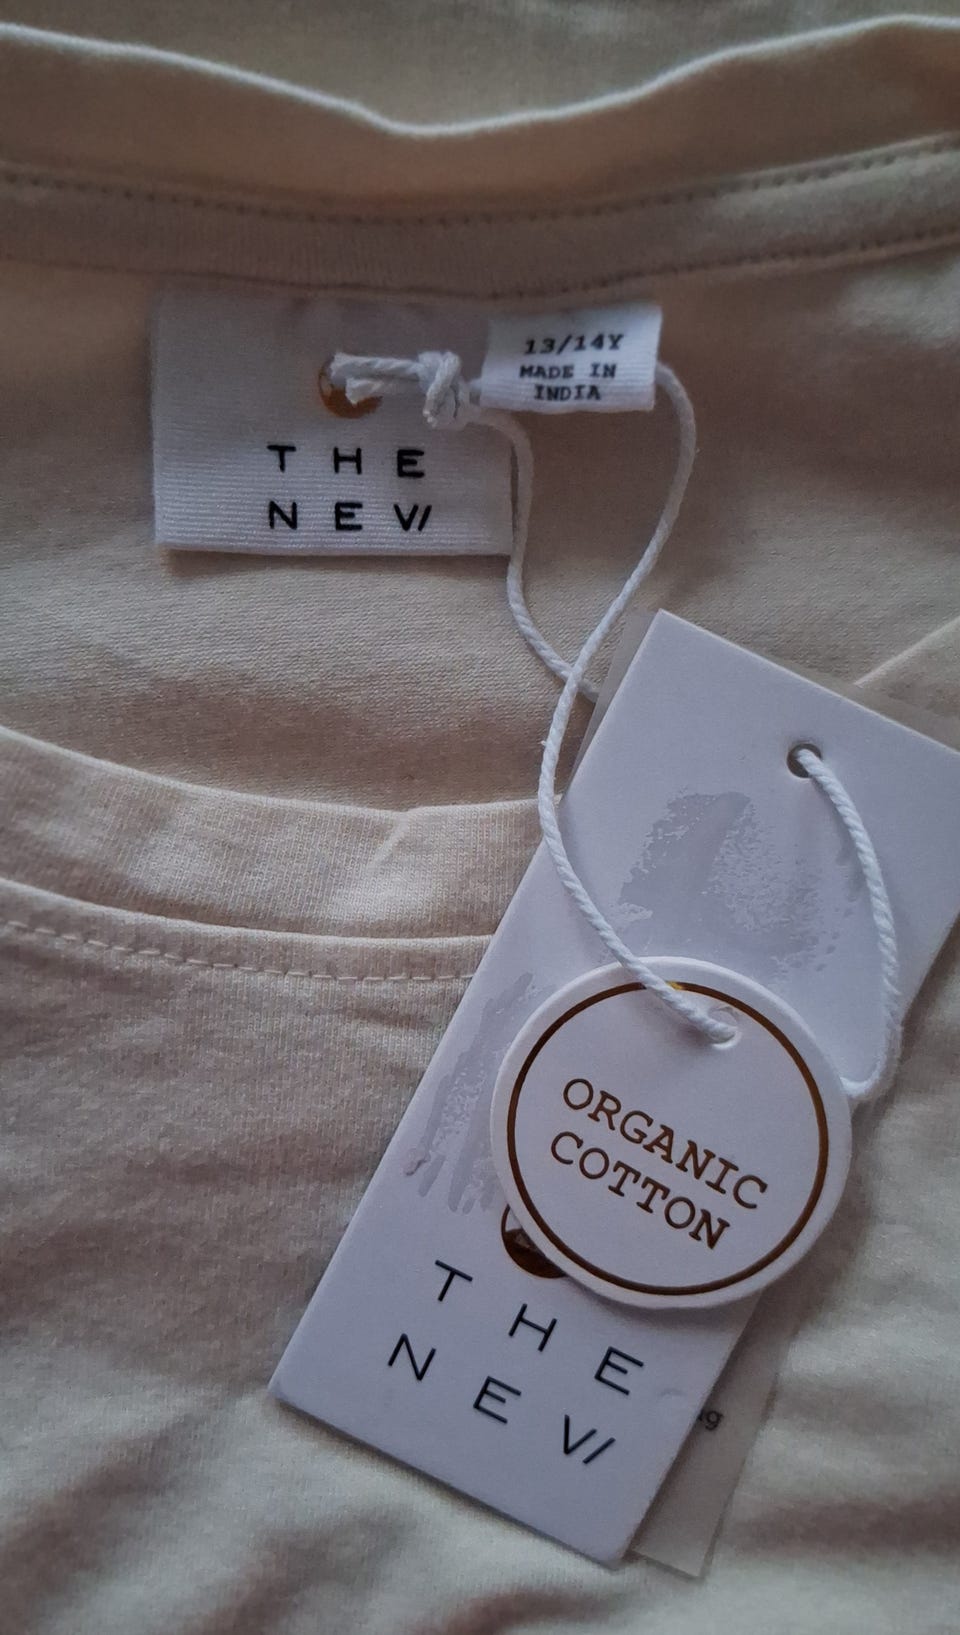 13/14Y
MADE IN
INDIA
THE
NEW
ORGANIC
COTTON
THE
NEW